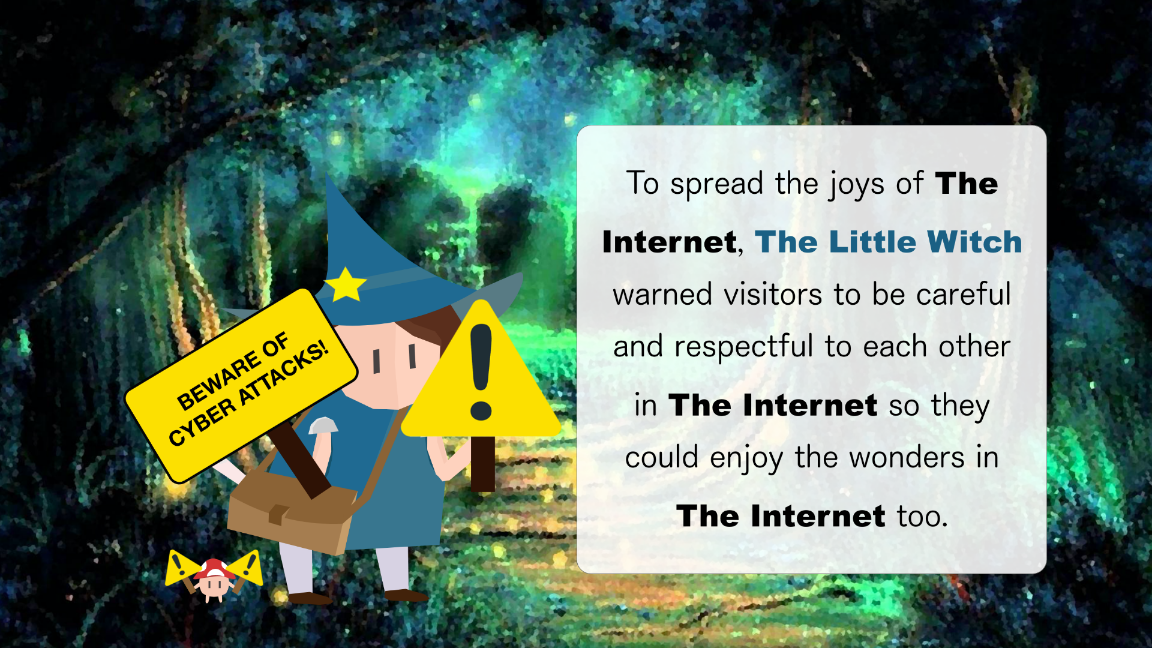 BEWARE OF
CYBER ATTACKS!
!
!
!
To spread the joys of The
Internet, The Little Witch
warned visitors to be careful
and respectful to each other
in The Internet so they
could enjoy the wonders in
The Internet too.